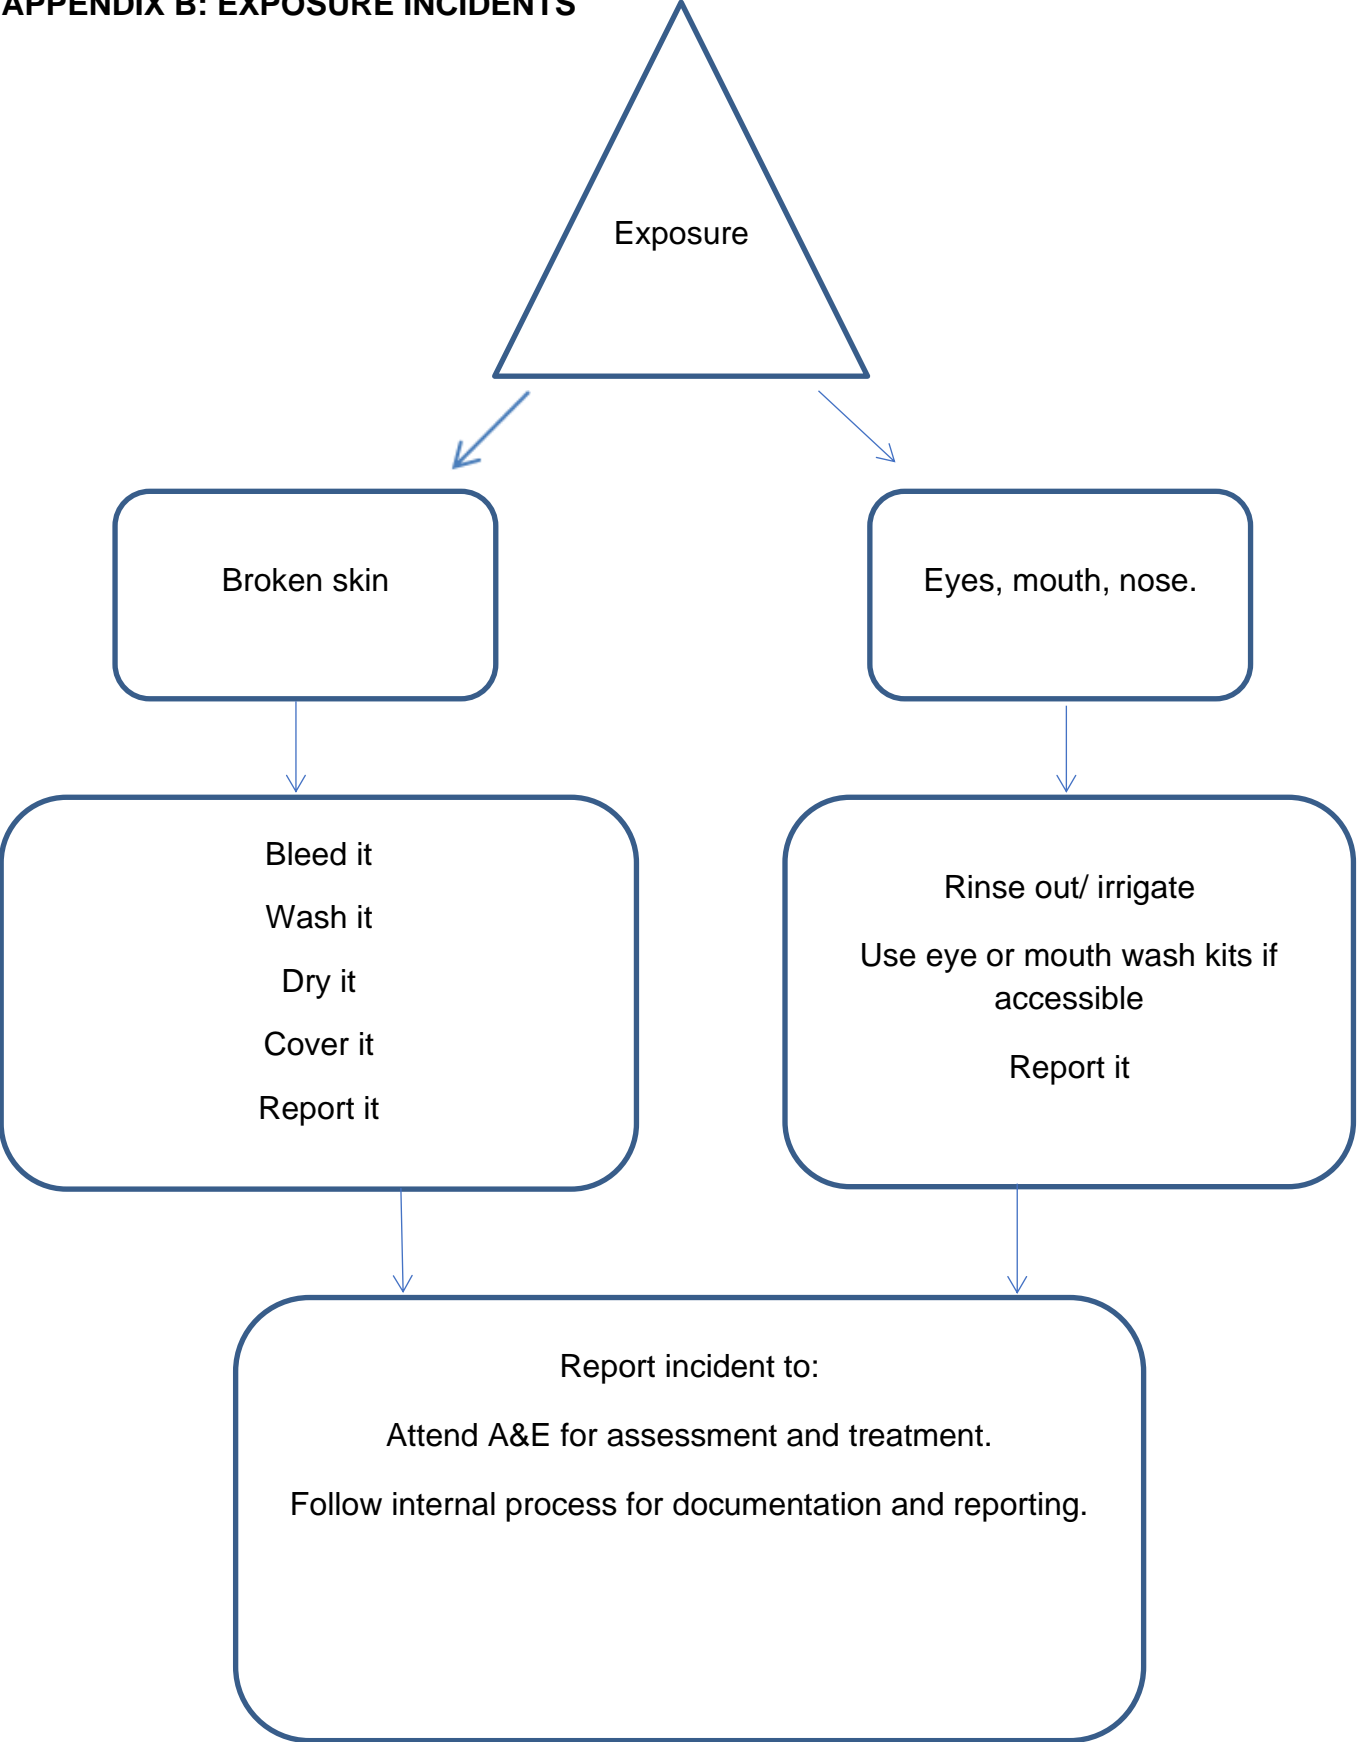 APPENDIX B: EXPOSURE INCIDENTS
Exposure
Broken skin
Eyes, mouth, nose.
Bleed it
Wash it
Dry it
Cover it
Report it
Rinse out/ irrigate
Use eye or mouth wash kits if
accessible
Report it
Report incident to:
Attend A&E for assessment and treatment.
Follow internal process for documentation and reporting.